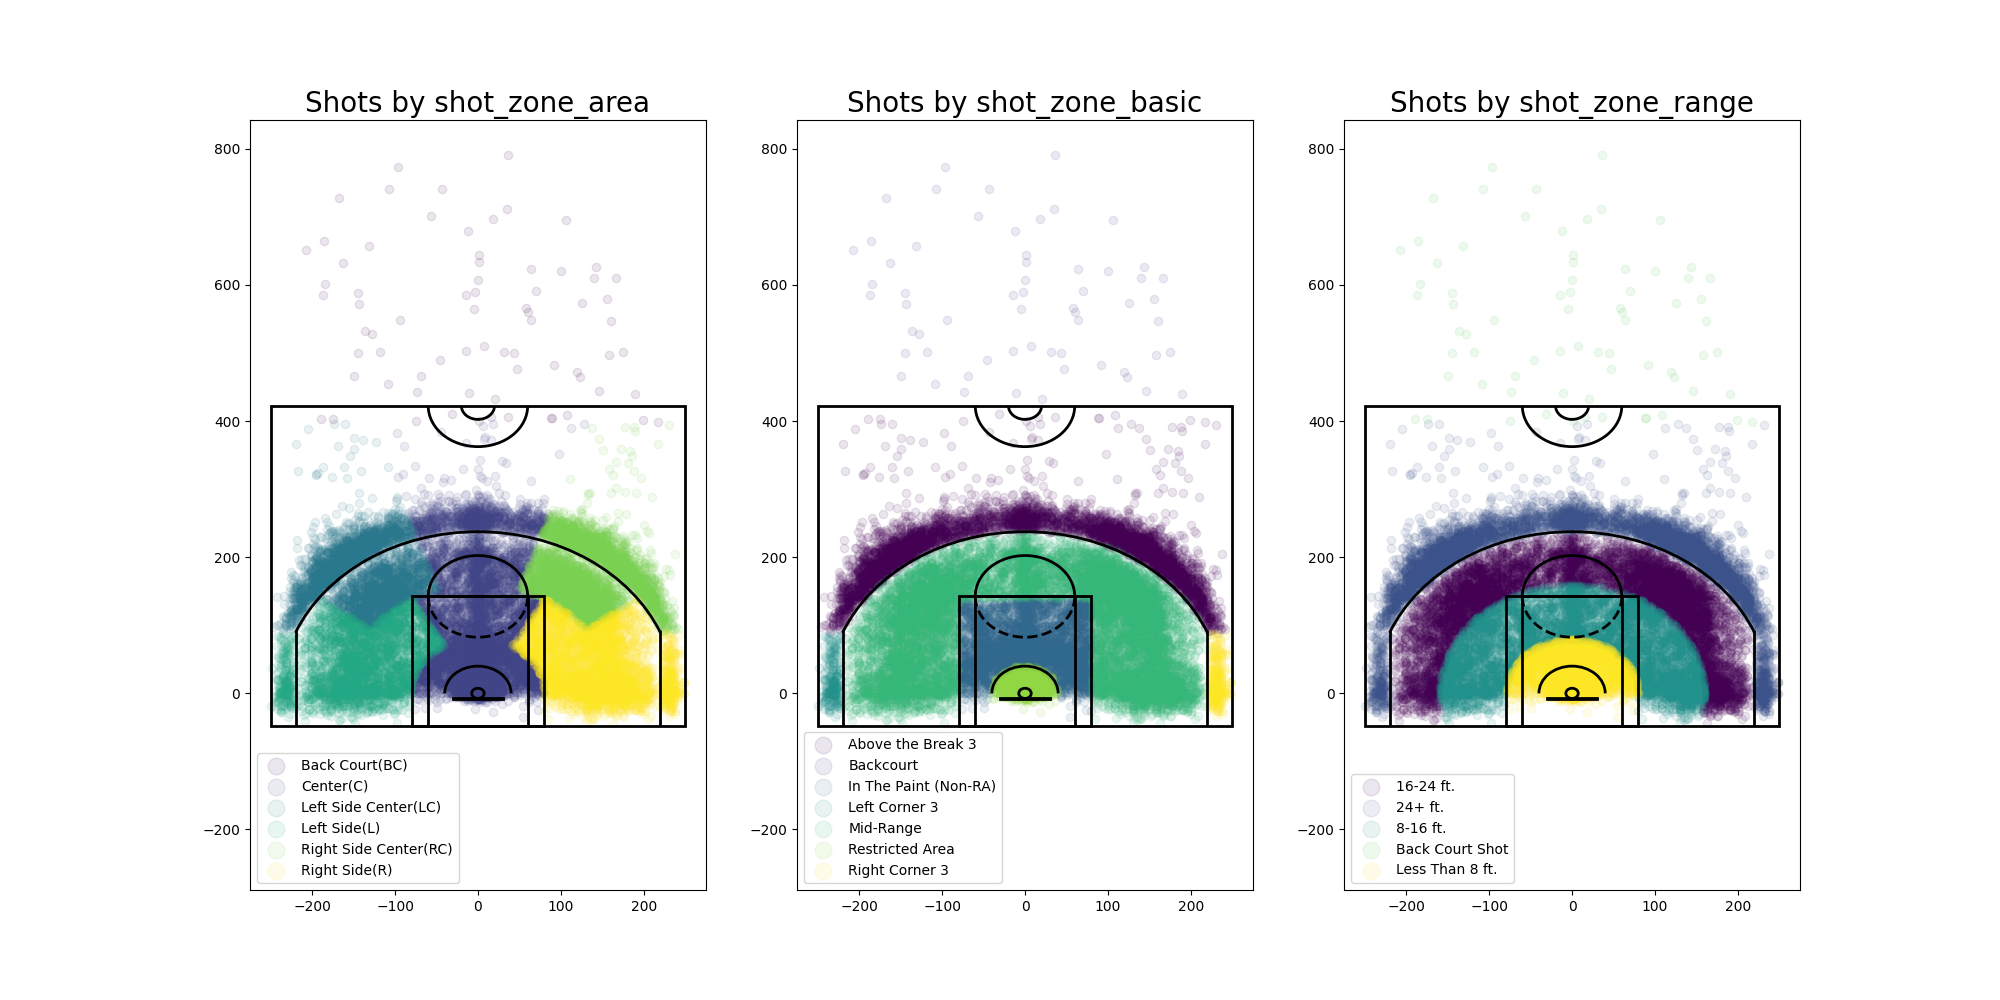 Shots by shot_zone_area
800
600
400
200
0
−200
−200
−100
0
100
200
Back Court(BC)
Center(C)
Left Side Center(LC)
Left Side(L)
Right Side Center(RC)
Right Side(R)
Shots by shot_zone_basic
800
600
400
200
0
−200
−200
−100
0
100
200
Above the Break 3
Backcourt
In The Paint (Non-RA)
Left Corner 3
Mid-Range
Restricted Area
Right Corner 3
Shots by shot_zone_range
800
600
400
200
0
−200
−200
−100
0
100
200
16-24 ft.
24+ ft.
8-16 ft.
Back Court Shot
Less Than 8 ft.